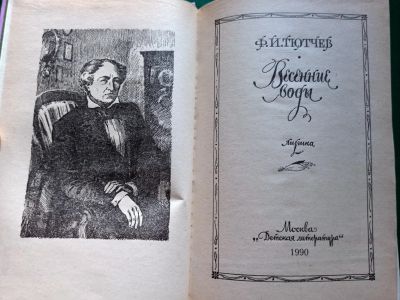 Ф. И. ТЮТЧЕВ
Весенние
воды
лирика
Москва
„Детская литература“
1990